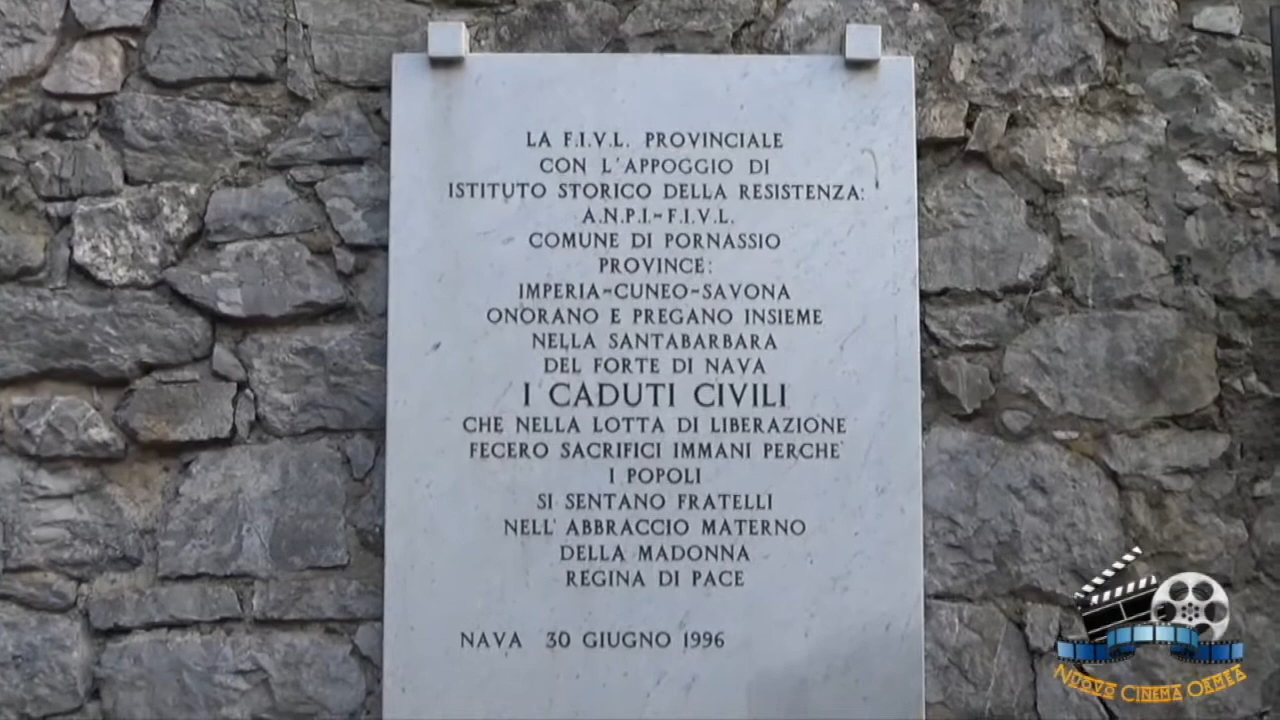 LA F.I.V.L. PROVINCIALE
CON L'APPOGGIO DI
ISTITUTO STORICO DELLA RESISTENZA:
A.N.P.I.-F.I.V.L.
COMUNE DI PORNASSIO
PROVINCE:
IMPERIA-CUNEO-SAVONA
ONORANO E PREGANO INSIEME
NELLA SANTABARBARA
DEL FORTE DI NAVA
I CADUTI CIVILI
CHE NELLA LOTTA DI LIBERAZIONE
FECERO SACRIFICI IMMANI PERCHE'
I POPOLI
SI SENTANO FRATELLI
NELL'ABBRACCIO MATERNO
DELLA MADONNA
REGINA DI PACE
NAVA 30 GIUGNO 1996
NUOVO CINEMA ORMEA